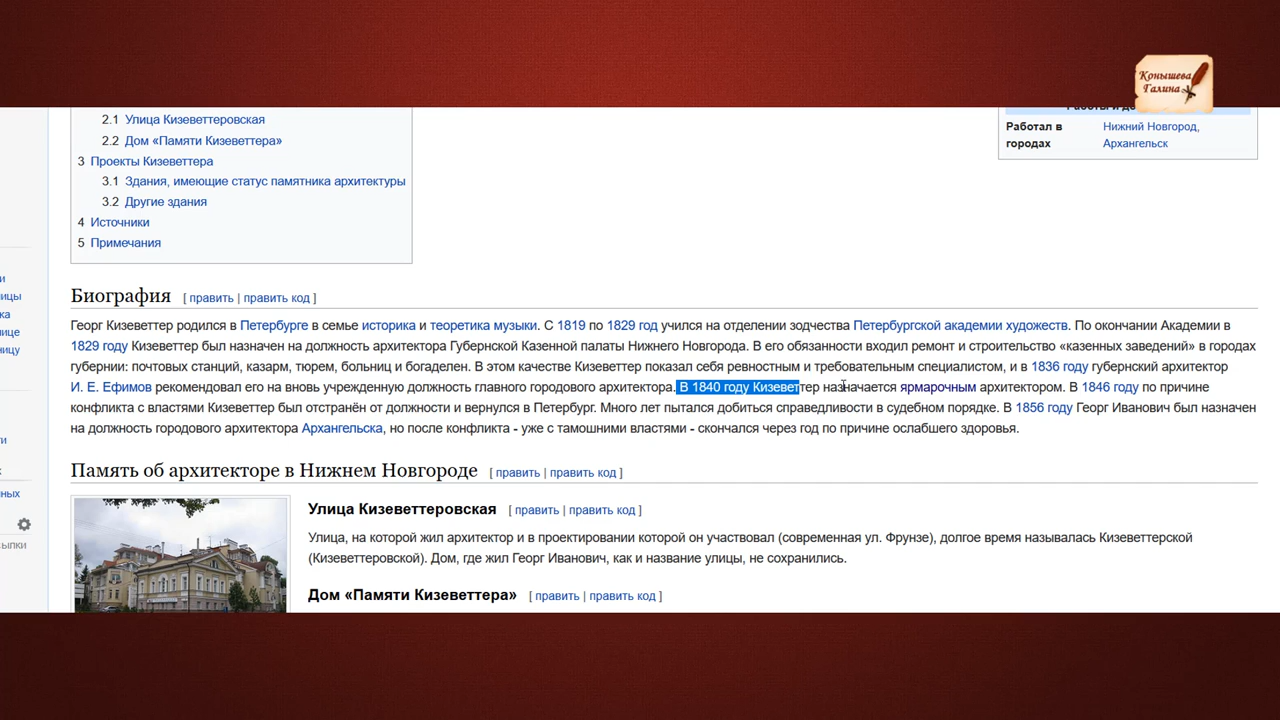 Конышева
Галина
2.1 Улица Кизеветтеровская
2.2 Дом «Памяти Кизеветтера»
3 Проекты Кизеветтера
3.1 Здания, имеющие статус памятника архитектуры
3.2 Другие здания
4 Источники
5 Примечания
Работал в городах
Нижний Новгород,
Архангельск
Биография [ править | править код ]
Георг Кизеветтер родился в Петербурге в семье историка и теоретика музыки. С 1819 по 1829 год учился на отделении зодчества Петербургской академии художеств. По окончании Академии в
1829 году Кизеветтер был назначен на должность архитектора Губернской Казенной палаты Нижнего Новгорода. В его обязанности входил ремонт и строительство «казенных заведений» в городах
губернии: почтовых станций, казарм, тюрем, больниц и богаделен. В этом качестве Кизеветтер показал себя ревностным и требовательным специалистом, и в 1836 году губернский архитектор
И. Е. Ефимов рекомендовал его на вновь учрежденную должность главного городового архитектора. В 1840 году Кизеветтер назначается ярмарочным архитектором. В 1846 году по причине
конфликта с властями Кизеветтер был отстранён от должности и вернулся в Петербург. Много лет пытался добиться справедливости в судебном порядке. В 1856 году Георг Иванович был назначен
на должность городового архитектора Архангельска, но после конфликта - уже с тамошними властями - скончался через год по причине ослабшего здоровья.
Память об архитекторе в Нижнем Новгороде [ править | править код ]
Улица Кизеветтеровская [ править | править код ]
Улица, на которой жил архитектор и в проектировании которой он участвовал (современная ул. Фрунзе), долгое время называлась Кизеветтерской
(Кизеветтеровской). Дом, где жил Георг Иванович, как и название улицы, не сохранились.
Дом «Памяти Кизеветтера» [ править | править код ]